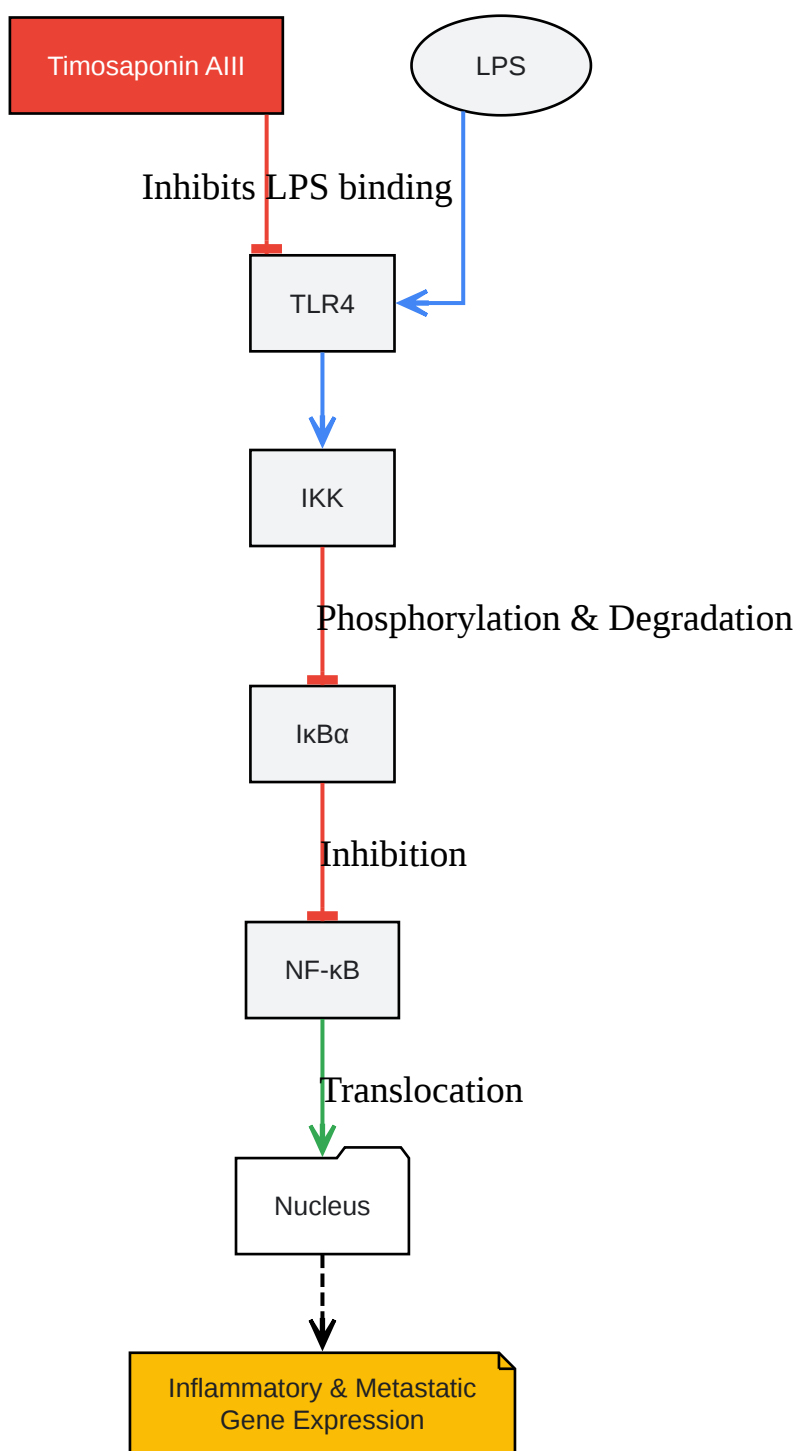 Timosaponin AIII
LPS
Inhibits LPS binding
TLR4
IKK
Phosphorylation & Degradation
IκBα
Inhibition
NF-κB
Translocation
Nucleus
Inflammatory & Metastatic
Gene Expression